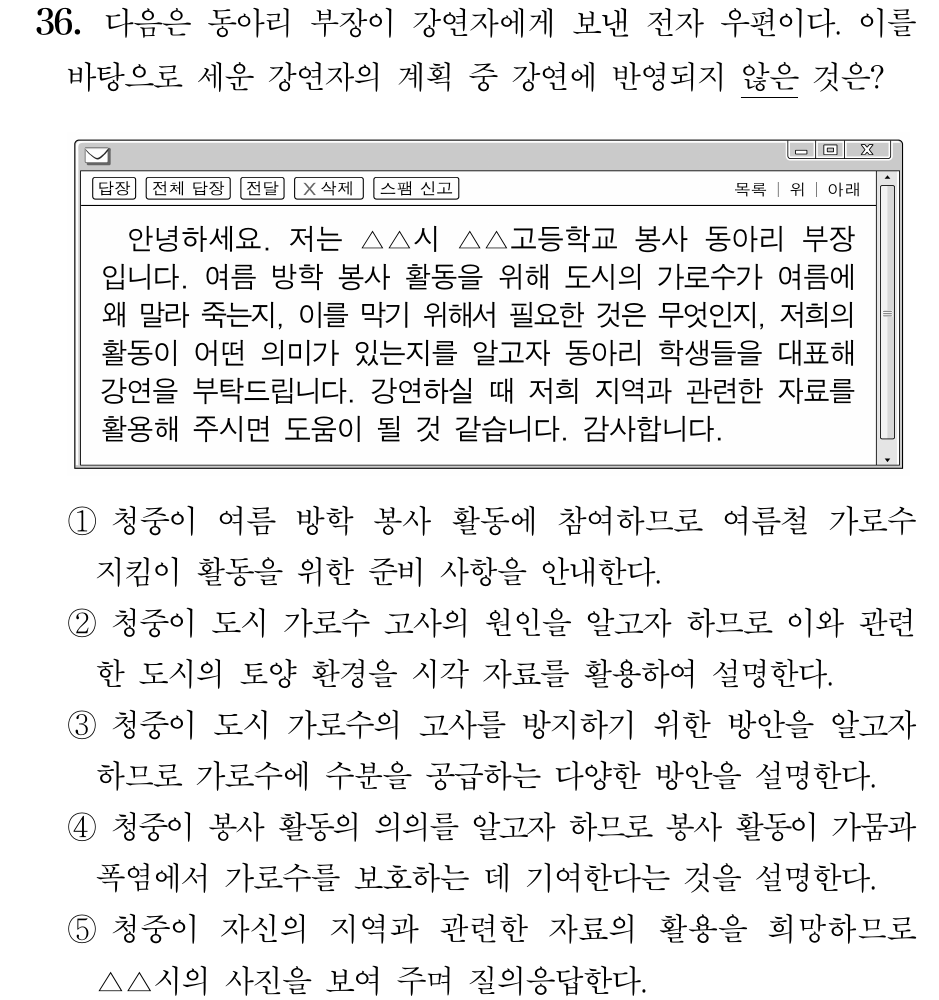 36. 다음은 동아리 부장이 강연자에게 보낸 전자 우편이다. 이를
바탕으로 세운 강연자의 계획 중 강연에 반영되지 않은 것은?
답장 전체 답장 전달 X 삭제 스팸 신고 목록 | 위 | 아래
안녕하세요. 저는 △△시 △△고등학교 봉사 동아리 부장
입니다. 여름 방학 봉사 활동을 위해 도시의 가로수가 여름에
왜 말라 죽는지, 이를 막기 위해서 필요한 것은 무엇인지, 저희의
활동이 어떤 의미가 있는지를 알고자 동아리 학생들을 대표해
강연을 부탁드립니다. 강연하실 때 저희 지역과 관련한 자료를
활용해 주시면 도움이 될 것 같습니다. 감사합니다.
① 청중이 여름 방학 봉사 활동에 참여하므로 여름철 가로수
지킴이 활동을 위한 준비 사항을 안내한다.
② 청중이 도시 가로수 고사의 원인을 알고자 하므로 이와 관련
한 도시의 토양 환경을 시각 자료를 활용하여 설명한다.
③ 청중이 도시 가로수의 고사를 방지하기 위한 방안을 알고자
하므로 가로수에 수분을 공급하는 다양한 방안을 설명한다.
④ 청중이 봉사 활동의 의의를 알고자 하므로 봉사 활동이 가뭄과
폭염에서 가로수를 보호하는 데 기여한다는 것을 설명한다.
⑤ 청중이 자신의 지역과 관련한 자료의 활용을 희망하므로
△△시의 사진을 보여 주며 질의응답한다.